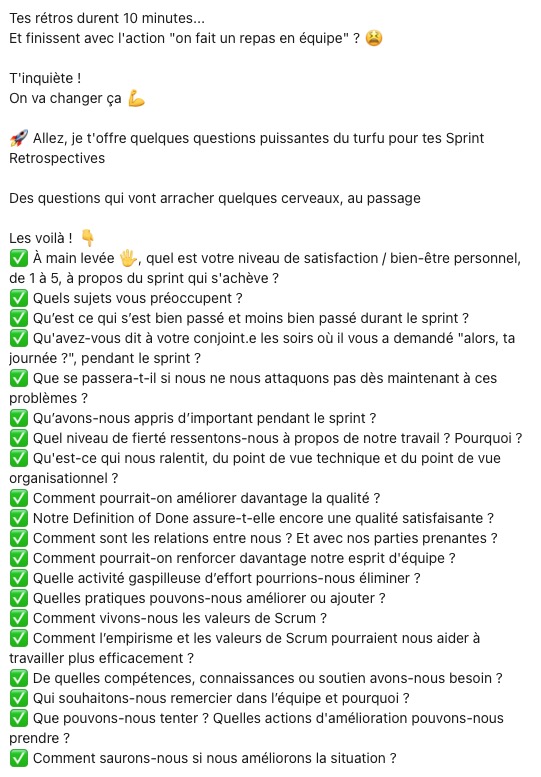 Tes rétros durent 10 minutes...
Et finissent avec l'action "on fait un repas en équipe" ? 😫
T'inquiète !
On va changer ça 💪
🚀 Allez, je t'offre quelques questions puissantes du turfu pour tes Sprint
Retrospectives
Des questions qui vont arracher quelques cerveaux, au passage
Les voilà ! 👇
✅ À main levée 🖐, quel est votre niveau de satisfaction / bien-être personnel,
de 1 à 5, à propos du sprint qui s'achève ?
✅ Quels sujets vous préoccupent ?
✅ Qu’est ce qui s’est bien passé et moins bien passé durant le sprint ?
✅ Qu'avez-vous dit à votre conjoint.e les soirs où il vous a demandé "alors, ta
journée ?", pendant le sprint ?
✅ Que se passera-t-il si nous ne nous attaquons pas dès maintenant à ces
problèmes ?
✅ Qu’avons-nous appris d’important pendant le sprint ?
✅ Quel niveau de fierté ressentons-nous à propos de notre travail ? Pourquoi ?
✅ Qu'est-ce qui nous ralentit, du point de vue technique et du point de vue
organisationnel ?
✅ Comment pourrait-on améliorer davantage la qualité ?
✅ Notre Definition of Done assure-t-elle encore une qualité satisfaisante ?
✅ Comment sont les relations entre nous ? Et avec nos parties prenantes ?
✅ Comment pourrait-on renforcer davantage notre esprit d'équipe ?
✅ Quelle activité gaspilleuse d’effort pourrions-nous éliminer ?
✅ Quelles pratiques pouvons-nous améliorer ou ajouter ?
✅ Comment vivons-nous les valeurs de Scrum ?
✅ Comment l’empirisme et les valeurs de Scrum pourraient nous aider à
travailler plus efficacement ?
✅ De quelles compétences, connaissances ou soutien avons-nous besoin ?
✅ Qui souhaitons-nous remercier dans l’équipe et pourquoi ?
✅ Que pouvons-nous tenter ? Quelles actions d'amélioration pouvons-nous
prendre ?
✅ Comment saurons-nous si nous améliorons la situation ?